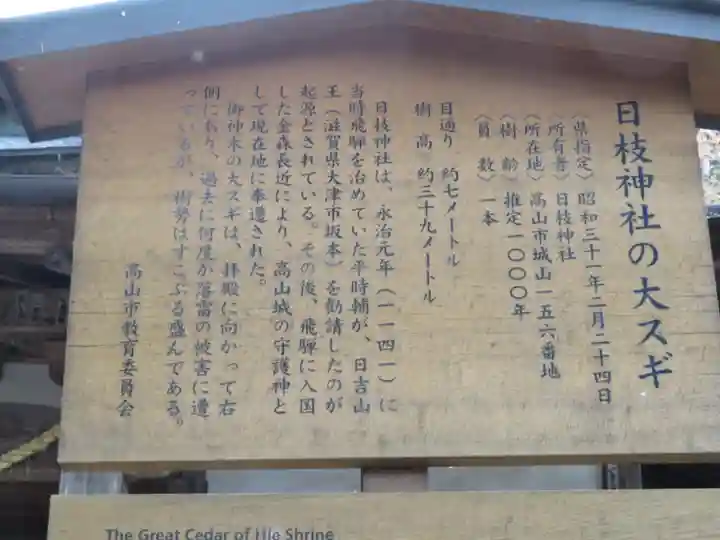 日枝神社の大スギ
〈県指定〉昭和三十一年二月二十四日
〈所有者〉日枝神社
〈所在地〉高山市城山一五六番地
〈樹　齢〉推定一〇〇〇年
〈員　数〉一本
目通り　約七メートル
樹　高　約三十九メートル
日枝神社は、永治元年（一一四一）に
当時飛騨を治めていた平時輔が、日吉山
王（滋賀県大津市坂本）を勧請したのが
起源とされている。その後、飛騨に入国
した金森長近により、高山城の守護神と
して現在地に奉遷された。
御神木の大スギは、拝殿に向かって右
側にあり、過去に何度か落雷の被害に遭
っているが、樹勢はすこぶる盛んである。
高山市教育委員会
The Great Cedar of Hie Shrine